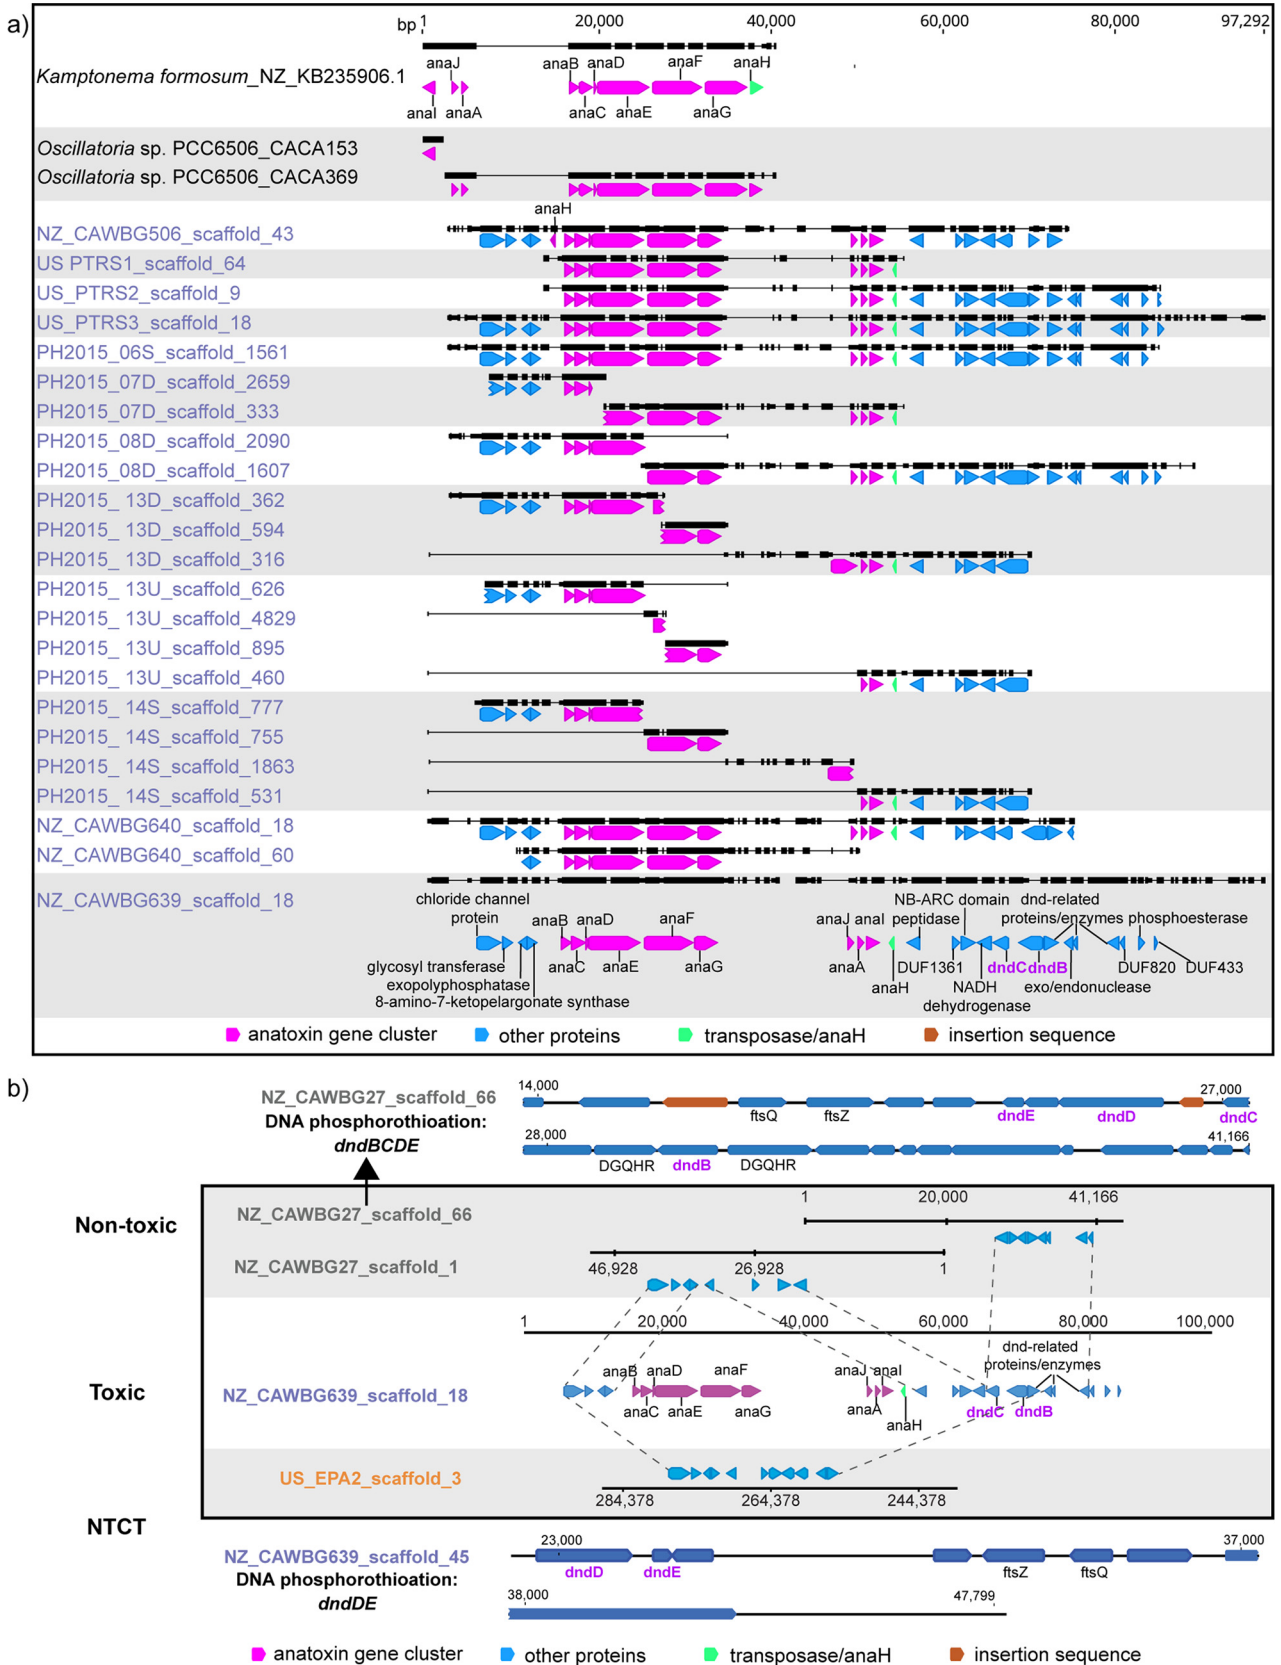 a)
bp 1 20,000 40,000 60,000 80,000 97,292
anaJ anaB anaD anaF anaH
Kamptonema formosum_NZ_KB235906.1
anaI anaA anaC anaE anaG
Oscillatoria sp. PCC6506_CACA153
Oscillatoria sp. PCC6506_CACA369
anaH
NZ_CAWBG506_scaffold_43
US PTRS1_scaffold_64
US_PTRS2_scaffold_9
US_PTRS3_scaffold_18
PH2015_06S_scaffold_1561
PH2015_07D_scaffold_2659
PH2015_07D_scaffold_333
PH2015_08D_scaffold_2090
PH2015_08D_scaffold_1607
PH2015_ 13D_scaffold_362
PH2015_ 13D_scaffold_594
PH2015_ 13D_scaffold_316
PH2015_ 13U_scaffold_626
PH2015_ 13U_scaffold_4829
PH2015_ 13U_scaffold_895
PH2015_ 13U_scaffold_460
PH2015_ 14S_scaffold_777
PH2015_ 14S_scaffold_755
PH2015_ 14S_scaffold_1863
PH2015_ 14S_scaffold_531
NZ_CAWBG640_scaffold_18
NZ_CAWBG640_scaffold_60
NZ_CAWBG639_scaffold_18
chloride channel NB-ARC domain dnd-related
protein anaB anaD anaF anaJ anaI peptidase proteins/enzymes phosphoesterase
glycosyl transferase anaC anaE anaG anaA DUF1361 dndC dndB DUF820 DUF433
exopolyphosphatase anaH NADH exo/endonuclease
8-amino-7-ketopelargonate synthase dehydrogenase
anatoxin gene cluster other proteins transposase/anaH insertion sequence
b)
14,000 27,000
NZ_CAWBG27_scaffold_66
DNA phosphorothioation: ftsQ ftsZ dndE dndD dndC
dndBCDE 28,000 41,166
DGQHR dndB DGQHR
1 20,000 41,166
Non-toxic NZ_CAWBG27_scaffold_66
NZ_CAWBG27_scaffold_1 46,928 26,928 1
1 20,000 40,000 60,000 80,000 100,000
dnd-related
proteins/enzymes
anaB anaD anaF anaJ anaI
Toxic NZ_CAWBG639_scaffold_18
anaC anaE anaG anaA anaH dndC dndB
US_EPA2_scaffold_3
284,378 264,378 244,378
NTCT
23,000 37,000
NZ_CAWBG639_scaffold_45
DNA phosphorothioation: dndD dndE ftsZ ftsQ
dndDE 38,000 47,799
anatoxin gene cluster other proteins transposase/anaH insertion sequence